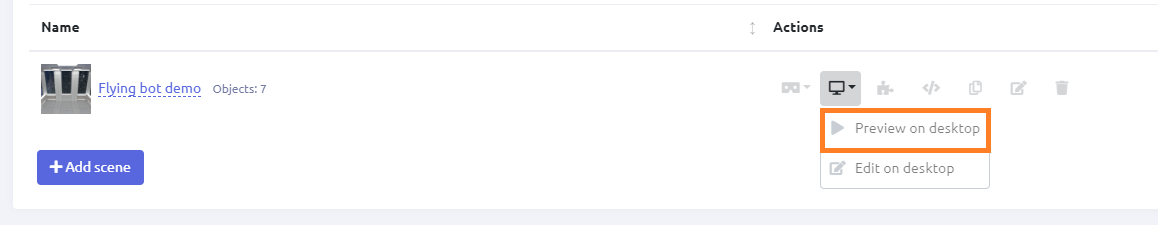 Name
Actions
Flying bot demo
Objects: 7
Preview on desktop
Edit on desktop
Add scene